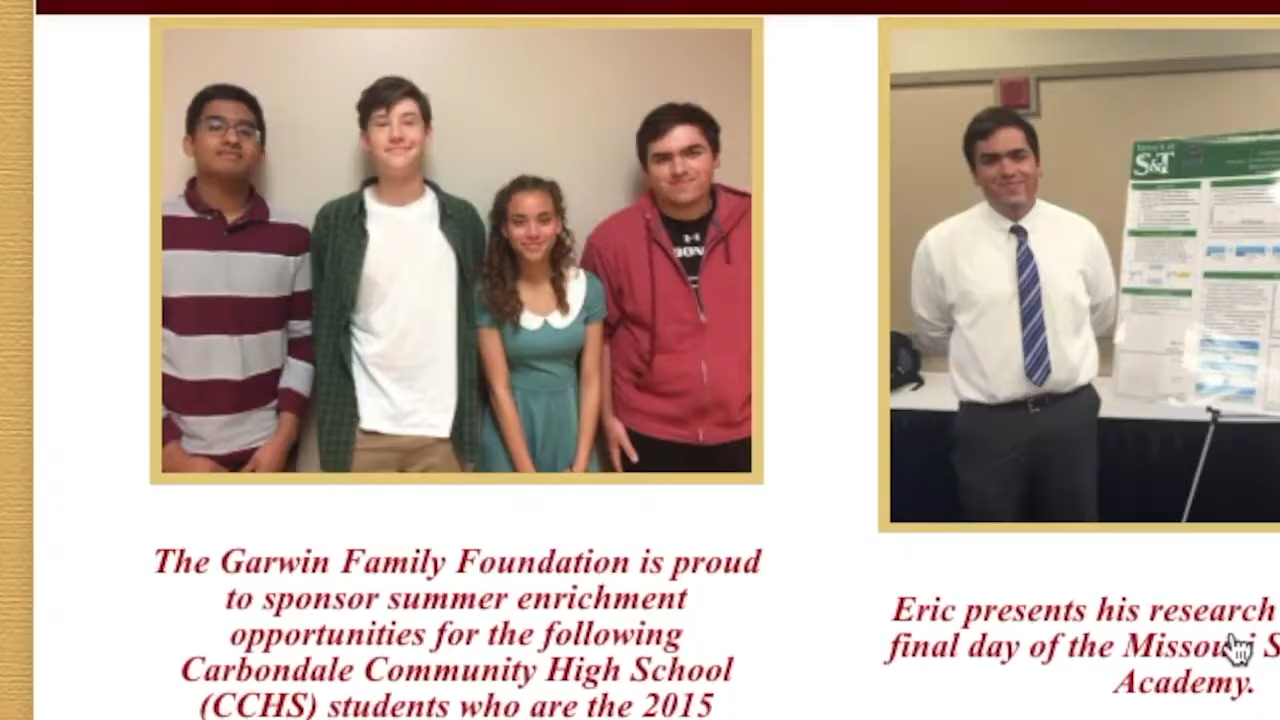 S&T
The Garwin Family Foundation is proud
to sponsor summer enrichment
opportunities for the following
Carbondale Community High School
(CCHS) students who are the 2015
Eric presents his research
final day of the Missouri S
Academy.